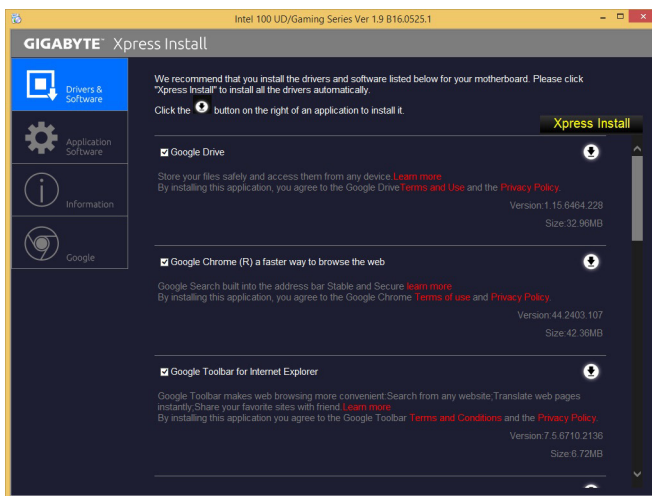 Intel 100 UD/Gaming Series Ver 1.9 B16.0525.1
GIGABYTE™ Xpress Install
Drivers &
Software
Application
Software
Information
Google
We recommend that you install the drivers and software listed below for your motherboard. Please click
"Xpress Install" to install all the drivers automatically.
Click the button on the right of an application to install it.
Xpress Install
Google Drive
Store your files safely and access them from any device.Learn more
By installing this application, you agree to the Google DriveTerms and Use and the Privacy Policy.
Version:1.15.6464.228
Size:32.96MB
Google Chrome (R) a faster way to browse the web
Google Search built into the address bar Stable and Secure learn more
By installing this application, you agree to the Google Chrome Terms of use and Privacy Policy.
Version:44.2403.107
Size:42.36MB
Google Toolbar for Internet Explorer
Google Toolbar makes web browsing more convenient:Search from any website;Translate web pages
instantly;Share your favorite sites with friend.Learn more
By installing this application you agree to the Google Toolbar Terms and Conditions and the Privacy Policy.
Version:7.5.6710.2136
Size:6.72MB